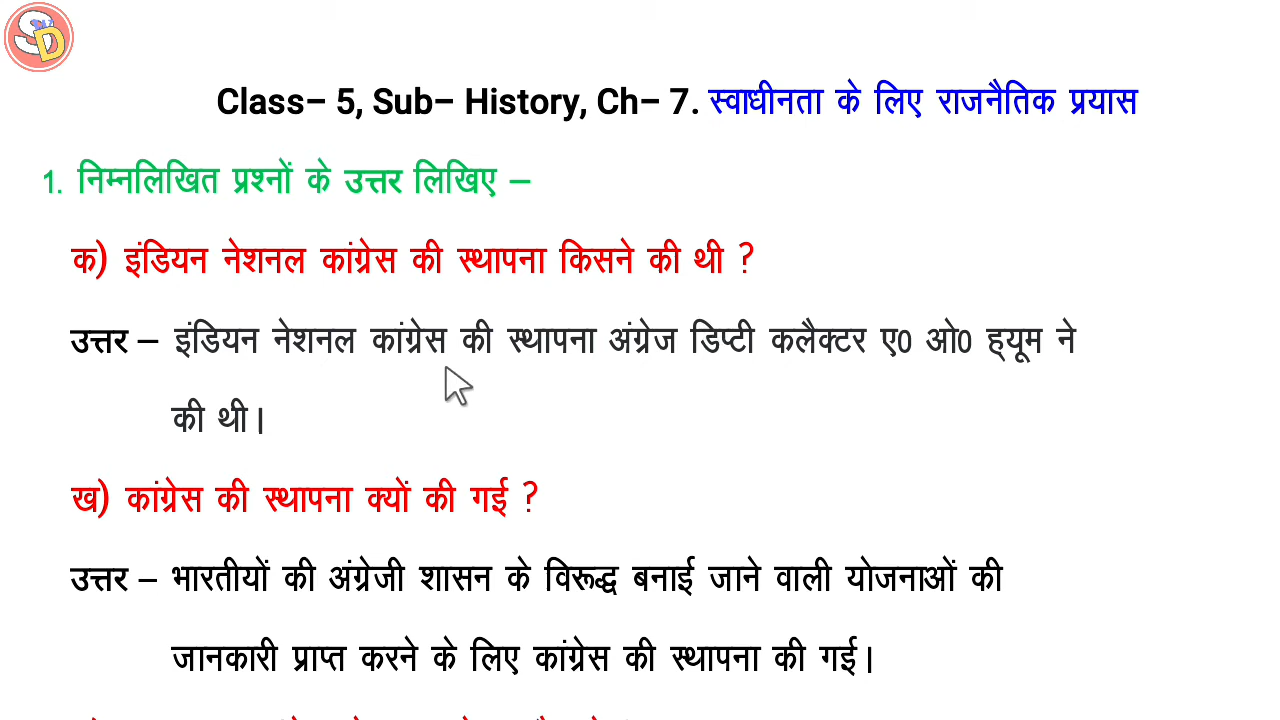 SD
Class– 5, Sub– History, Ch– 7. स्वाधीनता के लिए राजनैतिक प्रयास
1. निम्नलिखित प्रश्नों के उत्तर लिखिए –
क) इंडियन नेशनल कांग्रेस की स्थापना किसने की थी ?
उत्तर – इंडियन नेशनल कांग्रेस की स्थापना अंग्रेज डिप्टी कलैक्टर ए0 ओ0 ह्यूम ने
की थी।
ख) कांग्रेस की स्थापना क्यों की गई ?
उत्तर – भारतीयों की अंग्रेजी शासन के विरूद्ध बनाई जाने वाली योजनाओं की
जानकारी प्राप्त करने के लिए कांग्रेस की स्थापना की गई।